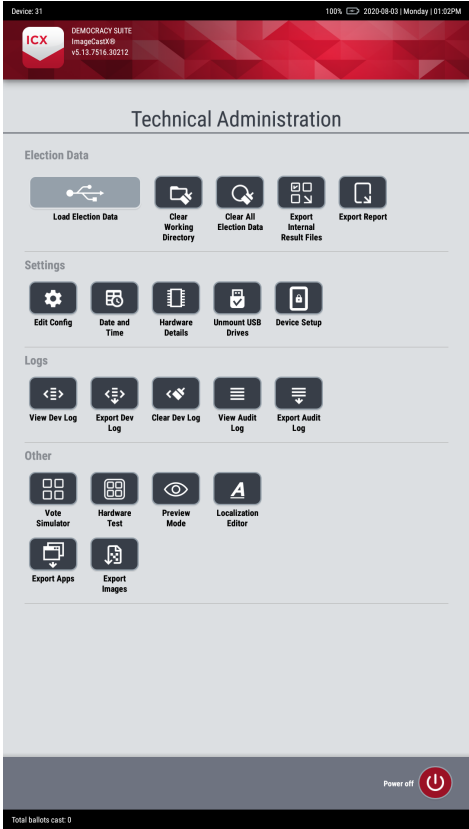 Device: 31
100% 2020-08-03 | Monday | 01:02PM
ICX
DEMOCRACY SUITE
ImageCastX®
v5.13.7516.30212
Technical Administration
Election Data
Load Election Data
Clear
Working
Directory
Clear All
Election Data
Export
Internal
Result Files
Export Report
Settings
Edit Config
Date and
Time
Hardware
Details
Unmount USB
Drives
Device Setup
Logs
View Dev Log
Export Dev
Log
Clear Dev Log
View Audit
Log
Export Audit
Log
Other
Vote
Simulator
Hardware
Test
Preview
Mode
A
Localization
Editor
Export Apps
Export
Images
Power off
Total ballots cast: 0